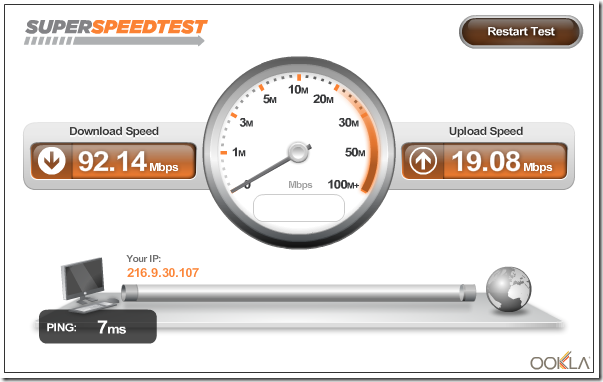 SUPERSPEEDTEST
Restart Test
Download Speed
92.14 Mbps
Upload Speed
19.08 Mbps
0
1M
3M
5M
10M
20M
30M
50M
100M+
Mbps
Your IP:
216.9.30.107
PING: 7ms
OOKLA